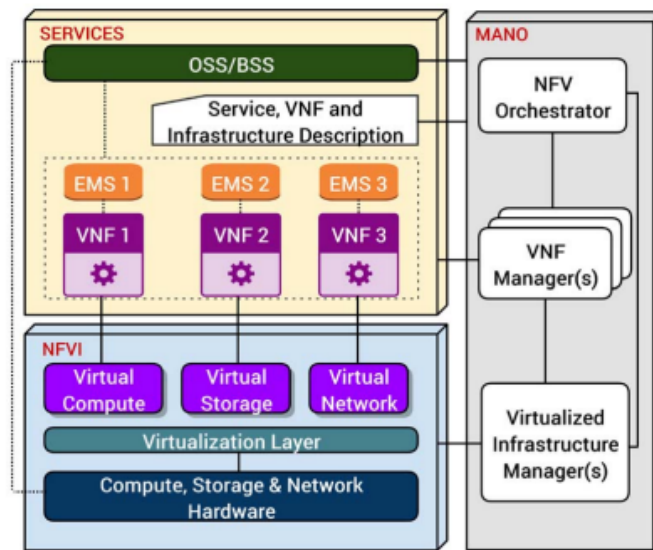 SERVICES
OSS/BSS
Service, VNF and
Infrastructure Description
EMS 1
EMS 2
EMS 3
VNF 1
VNF 2
VNF 3
NFVI
Virtual
Compute
Virtual
Storage
Virtual
Network
Virtualization Layer
Compute, Storage & Network
Hardware
MANO
NFV
Orchestrator
VNF
Manager(s)
Virtualized
Infrastructure
Manager(s)